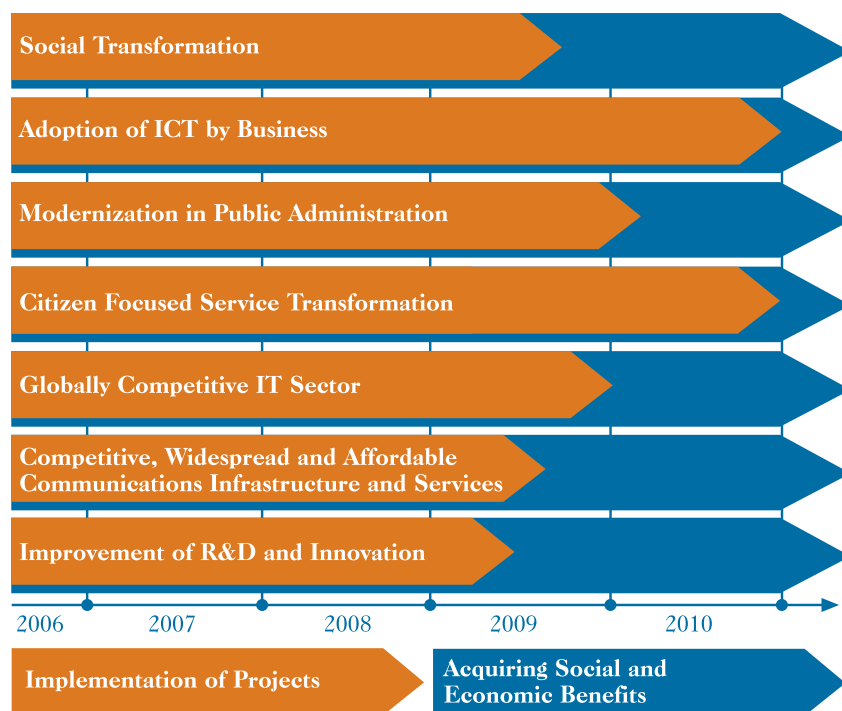 Social Transformation
Adoption of ICT by Business
Modernization in Public Administration
Citizen Focused Service Transformation
Globally Competitive IT Sector
Competitive, Widespread and Affordable
Communications Infrastructure and Services
Improvement of R&D and Innovation
2006 2007 2008 2009 2010
Implementation of Projects
Acquiring Social and
Economic Benefits